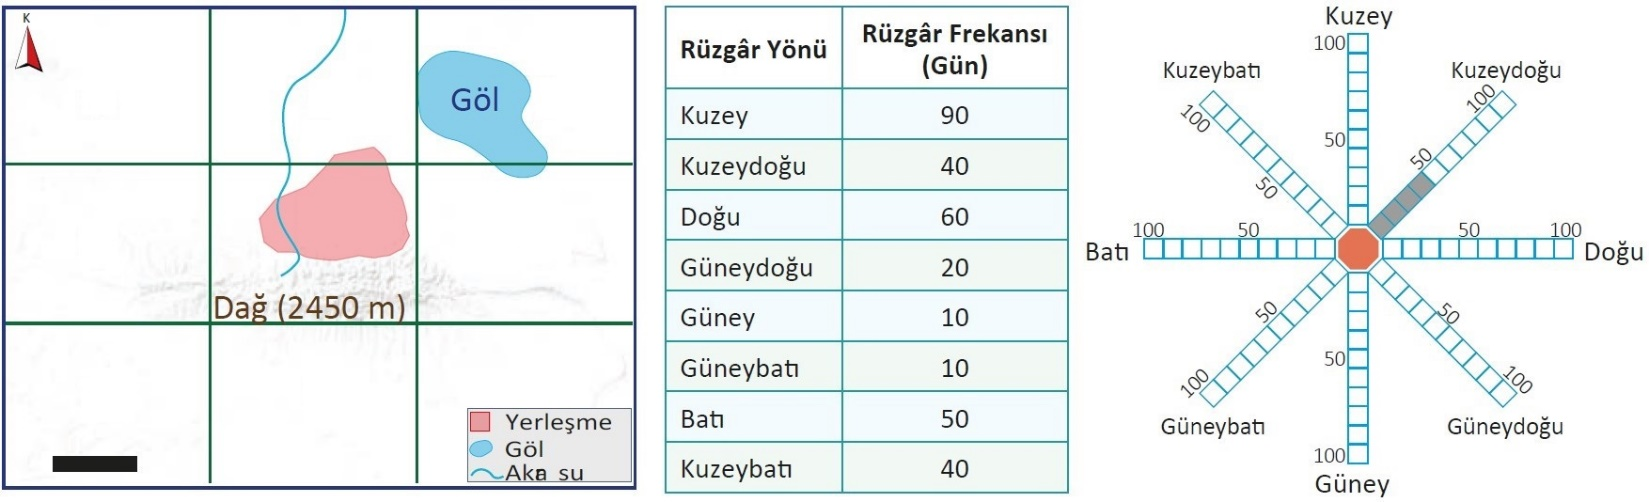 K
Göl
Dağ (2450 m)
Yerleşme
Göl
Akarsu
Rüzgâr Yönü
Rüzgâr Frekansı
(Gün)
Kuzey 90
Kuzeydoğu 40
Doğu 60
Güneydoğu 20
Güney 10
Güneybatı 10
Batı 50
Kuzeybatı 40
Kuzey
100
Kuzeybatı
Kuzeydoğu
100
100
50
50
50
100 50
50 100
Batı
Doğu
50
50
50
100
100
Güneybatı
Güneydoğu
100
Güney